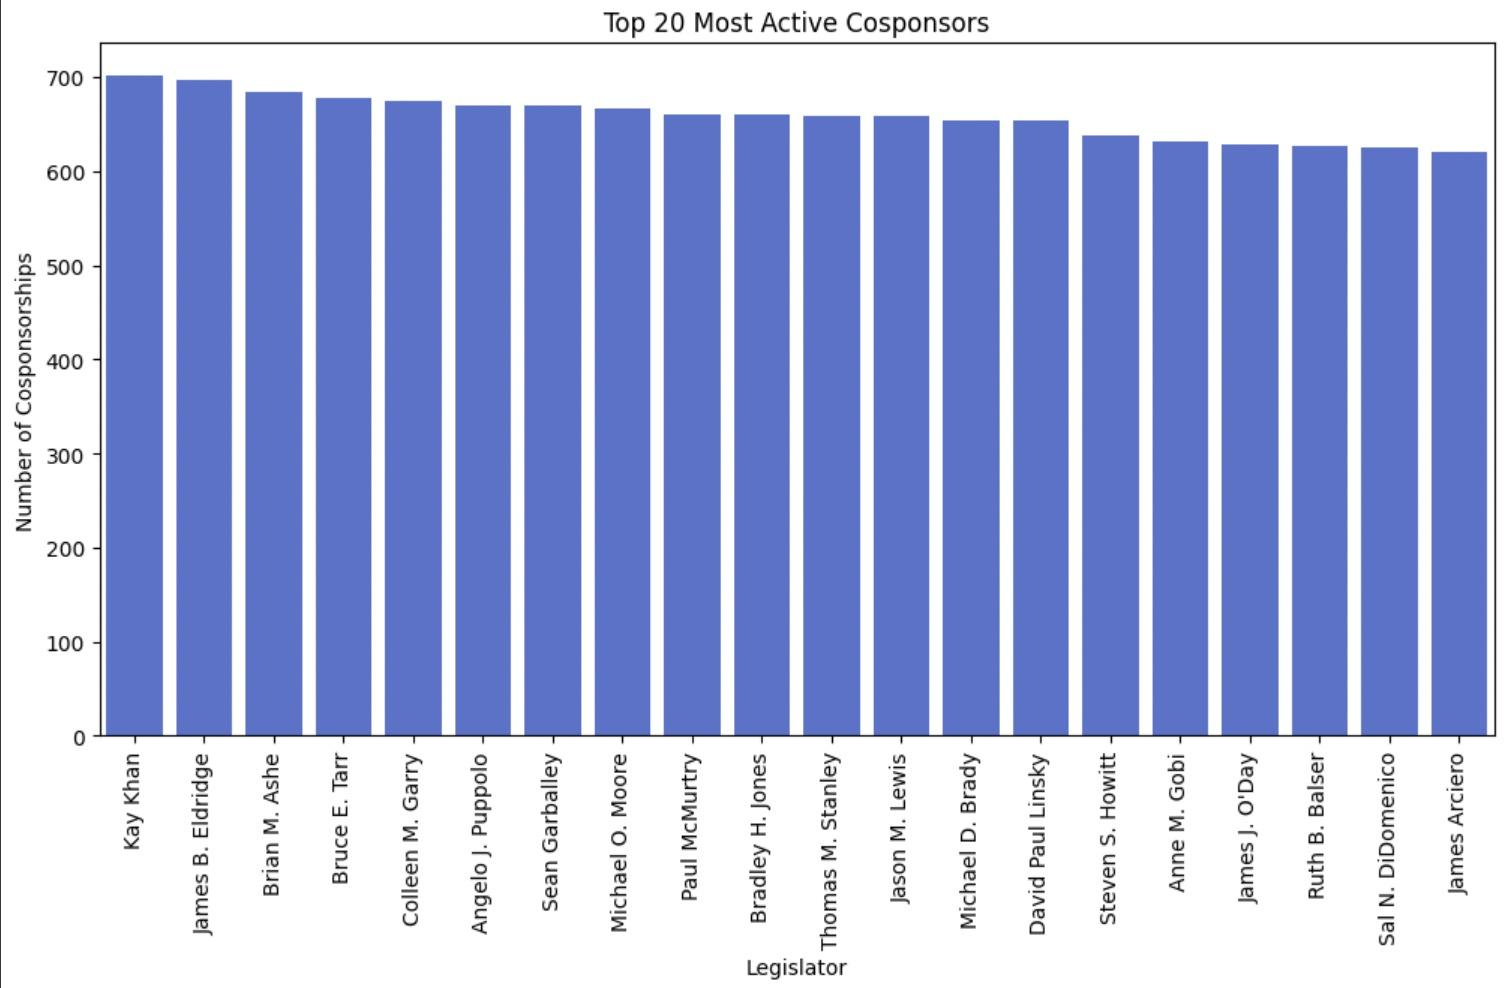 Top 20 Most Active Cosponsors
Number of Cosponsorships
700
600
500
400
300
200
100
0
Kay Khan
James B. Eldridge
Brian M. Ashe
Bruce E. Tarr
Colleen M. Garry
Angelo J. Puppolo
Sean Garballey
Michael O. Moore
Paul McMurtry
Bradley H. Jones
Thomas M. Stanley
Jason M. Lewis
Michael D. Brady
David Paul Linsky
Steven S. Howitt
Anne M. Gobi
James J. O'Day
Ruth B. Balser
Sal N. DiDomenico
James Arciero
Legislator